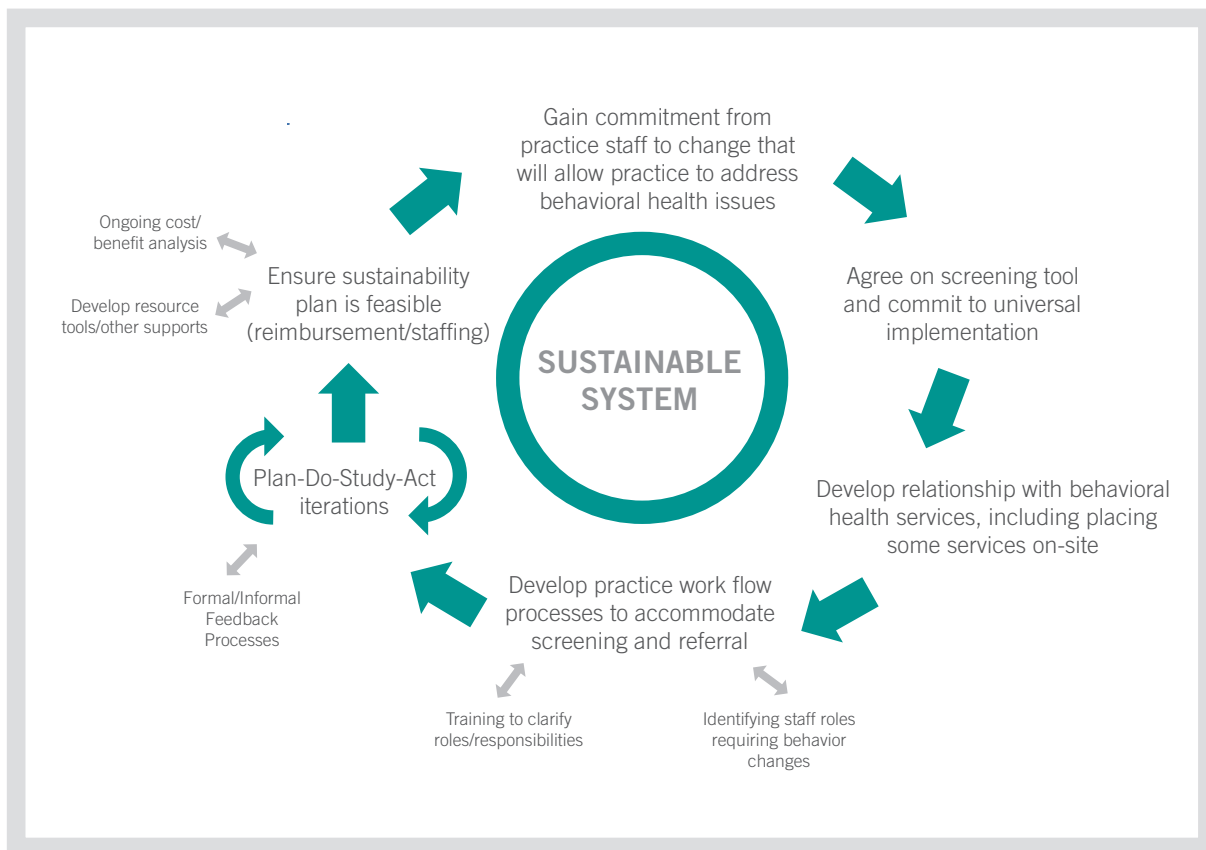 Gain commitment from
practice staff to change that
will allow practice to address
behavioral health issues
Agree on screening tool
and commit to universal
implementation
Develop relationship with behavioral
health services, including placing
some services on-site
Develop practice work flow
processes to accommodate
screening and referral
Identifying staff roles
requiring behavior
changes
Training to clarify
roles/responsibilities
Plan-Do-Study-Act
iterations
Formal/Informal
Feedback
Processes
Ensure sustainability
plan is feasible
(reimbursement/staffing)
Ongoing cost/
benefit analysis
Develop resource
tools/other supports
SUSTAINABLE
SYSTEM